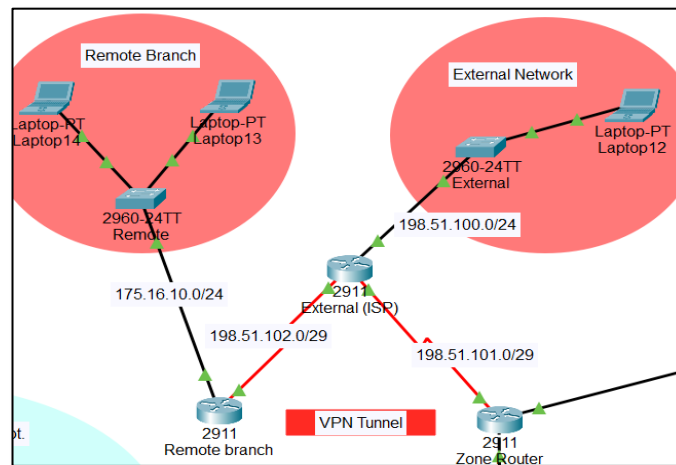 Remote Branch
External Network
Laptop-PT
Laptop14
Laptop-PT
Laptop13
Laptop-PT
Laptop12
2960-24TT
External
2960-24TT
Remote
198.51.100.0/24
2911
External (ISP)
175.16.10.0/24
198.51.102.0/29
198.51.101.0/29
2911
Remote branch
VPN Tunnel
2911
Zone Router
pt.